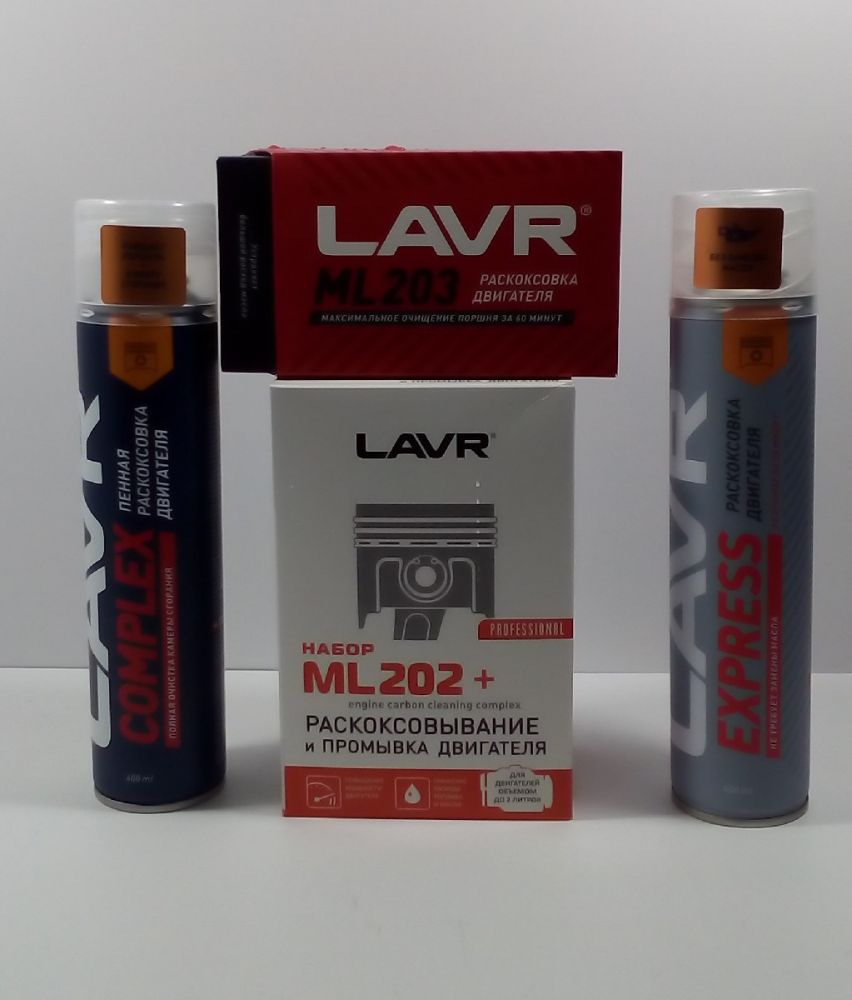 LAVR®
ML203
РАСКОКСОВКА
ДВИГАТЕЛЯ
МАКСИМАЛЬНОЕ ОЧИЩЕНИЕ ПОРШНЯ ЗА 60 МИНУТ
LAVR
ПЕННАЯ
РАСКОКСОВКА
ДВИГАТЕЛЯ
COMPLEX
ПОЛНАЯ ОЧИСТКА КАМЕРЫ СГОРАНИЯ
400 ml
LAVR®
PROFESSIONAL
НАБОР
ML202 +
engine carbon cleaning complex
РАСКОКСОВЫВАНИЕ
и ПРОМЫВКА ДВИГАТЕЛЯ
ДЛЯ
ДВИГАТЕЛЕЙ
ОБЪЕМОМ
ДО 2 ЛИТРОВ
LAVR
РАСКОКСОВКА
ДВИГАТЕЛЯ
EXPRESS
НЕ ТРЕБУЕТ ЗАМЕНЫ МАСЛА